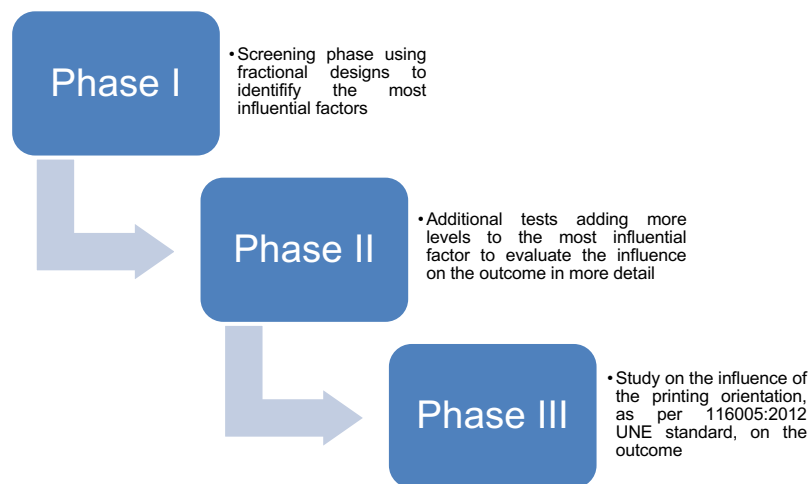 Phase I
•Screening phase using
fractional designs to
identifify the most
influential factors
Phase II
•Additional tests adding more
levels to the most influential
factor to evaluate the influence
on the outcome in more detail
Phase III
•Study on the influence of
the printing orientation,
as per 116005:2012
UNE standard, on the
outcome